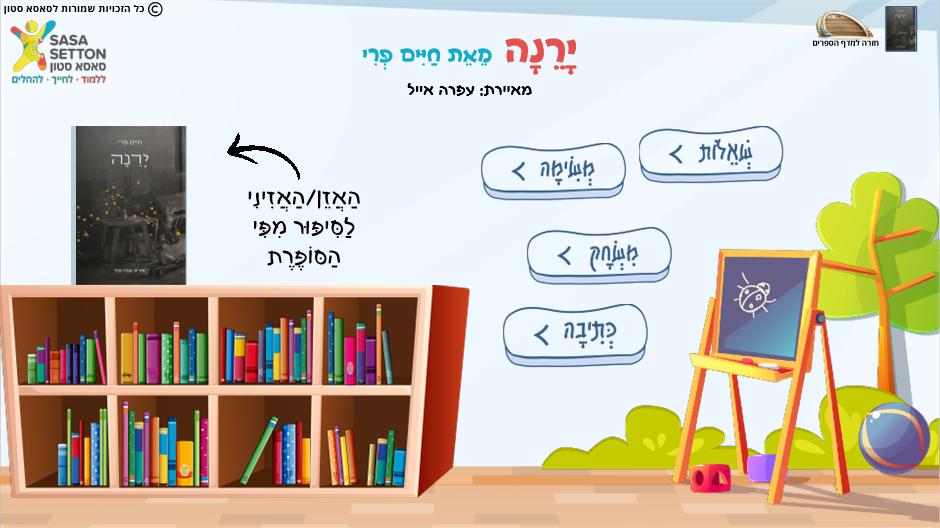 © כל הזכויות שמורות לסאסא סטון
SASA
SETTON
סאסא סטון
ללמוד • לחייך • להחלים
חזרה למדף הספרים
יָרֵנָה מֵאֵת חַיִּים פְּרִי
מאיירת: עפרה אייל
שְׁאֵלוֹת >
מְשִׂימָה >
מִשְׂחָק >
כְּתִיבָה >
חיים פרי
יָרֵנָה
הַאֲזֵן/הַאֲזִינִי
לַסִּיפּוּר מִפִּי
הַסּוֹפֶרֶת